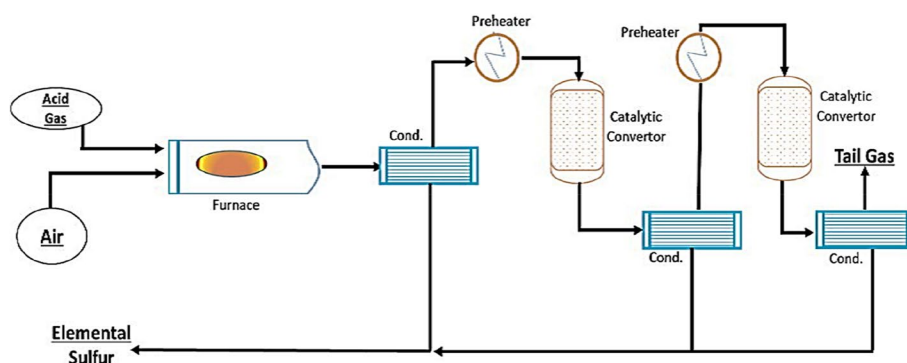 Preheater
Preheater
Acid
Gas
Cond.
Catalytic
Convertor
Catalytic
Convertor
Tail Gas
Furnace
Air
Cond.
Cond.
Elemental
Sulfur